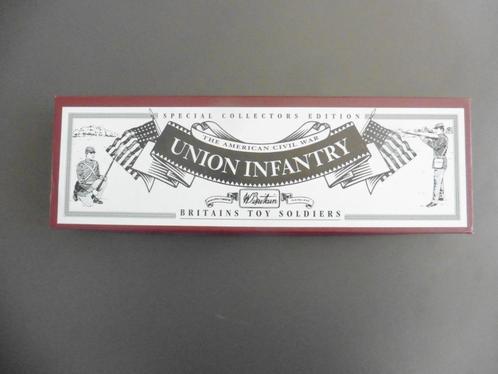 SPECIAL COLLECTORS EDITION
THE AMERICAN CIVIL WAR
UNION INFANTRY
W. Britain
BRITAINS TOY SOLDIERS